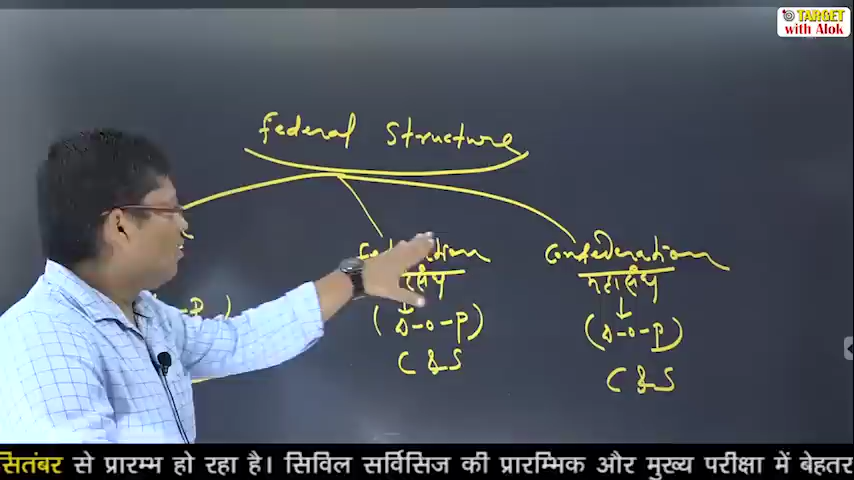 TARGET
with Alok
Federal Structure
Confederation
महासंघ
(D-O-P)
(D-O-P)
C & S
C & S
सितंबर से प्रारम्भ हो रहा है। सिविल सर्विसिज की प्रारम्भिक और मुख्य परीक्षा में बेहतर